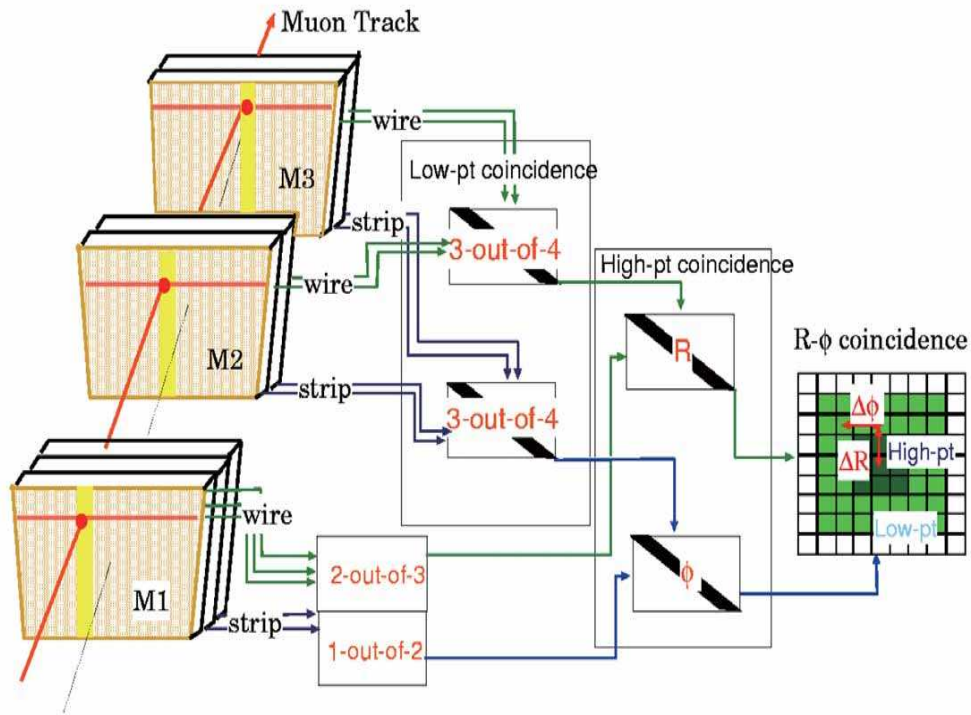 Muon Track
wire
M3
Low-pt coincidence
strip
3-out-of-4
wire
High-pt coincidence
M2
R
R-ϕ coincidence
strip
3-out-of-4
Δϕ
ΔR
High-pt
wire
Low-pt
2-out-of-3
ϕ
M1
strip
1-out-of-2